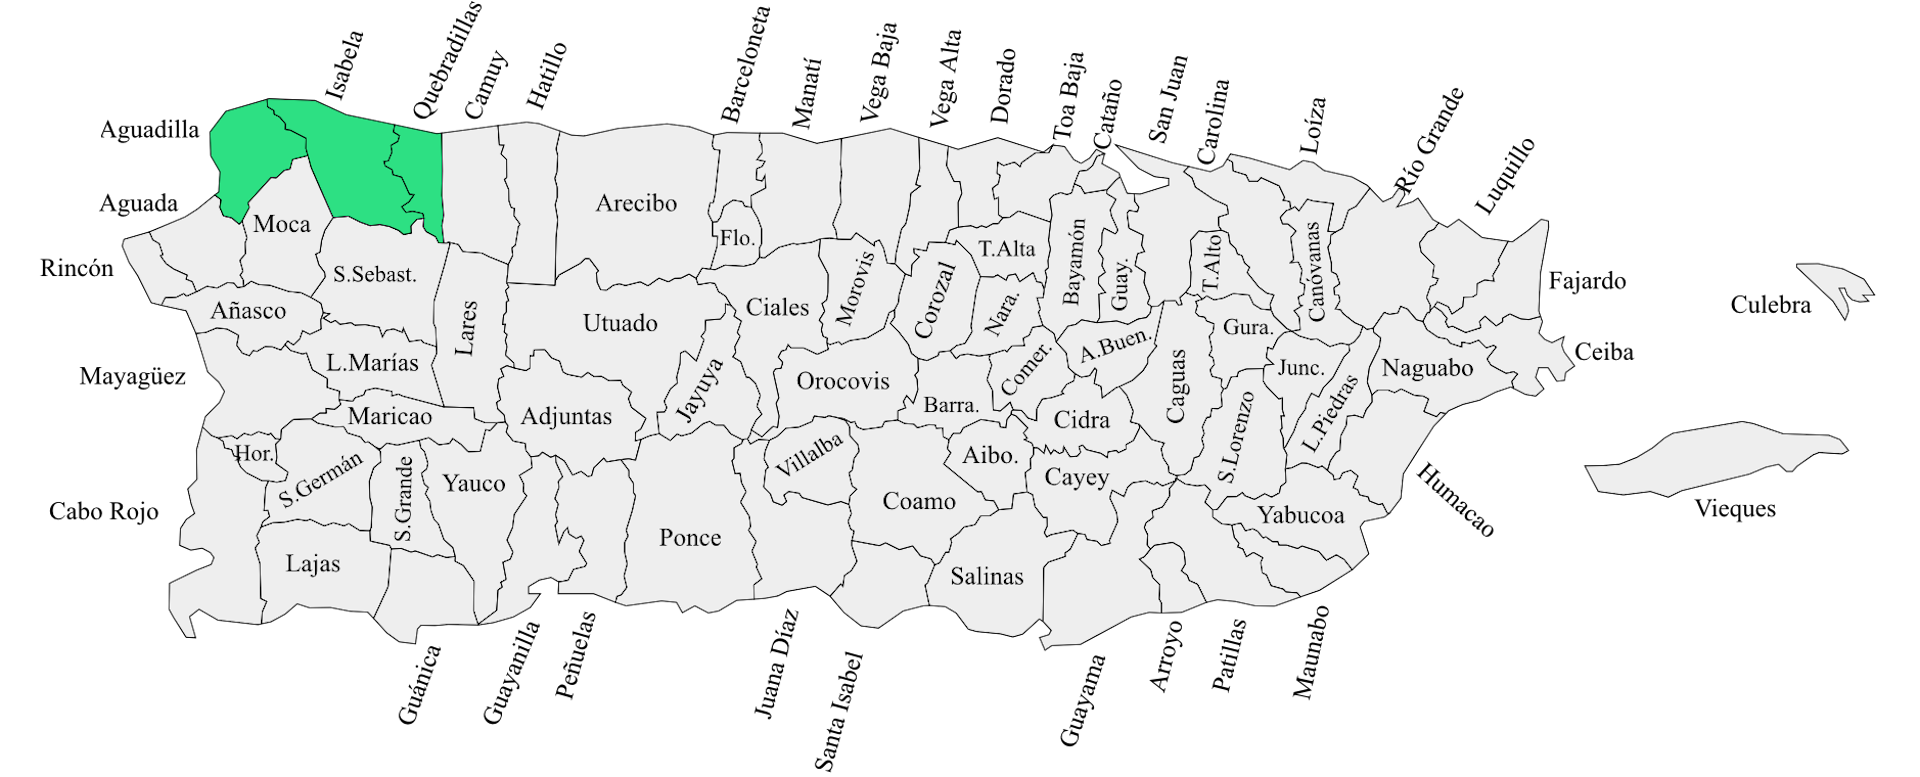 Isabela
Quebradillas
Camuy
Hatillo
Barceloneta
Manatí
Vega Baja
Vega Alta
Dorado
Toa Baja
Cataño
San Juan
Carolina
Loíza
Río Grande
Luquillo
Aguadilla
Aguada
Moca
Arecibo
Flo.
T.Alta
Bayamón
Guay.
T.Alto
Canóvanas
Rincón
S.Sebast.
Fajardo
Culebra
Añasco
Lares
Utuado
Ciales
Morovis
Corozal
Nara.
A.Buen.
Gura.
Ceiba
Mayagüez
L.Marías
Jayuya
Orocovis
Comer.
Caguas
Junc.
Naguabo
Maricao
Adjuntas
Barra.
Cidra
S.Lorenzo
L.Piedras
Hor.
S.Germán
S.Grande
Yauco
Villalba
Aibo.
Cayey
Humacao
Cabo Rojo
Coamo
Yabucoa
Vieques
Lajas
Ponce
Salinas
Guánica
Guayanilla
Peñuelas
Juana Díaz
Santa Isabel
Guayama
Arroyo
Patillas
Maunabo